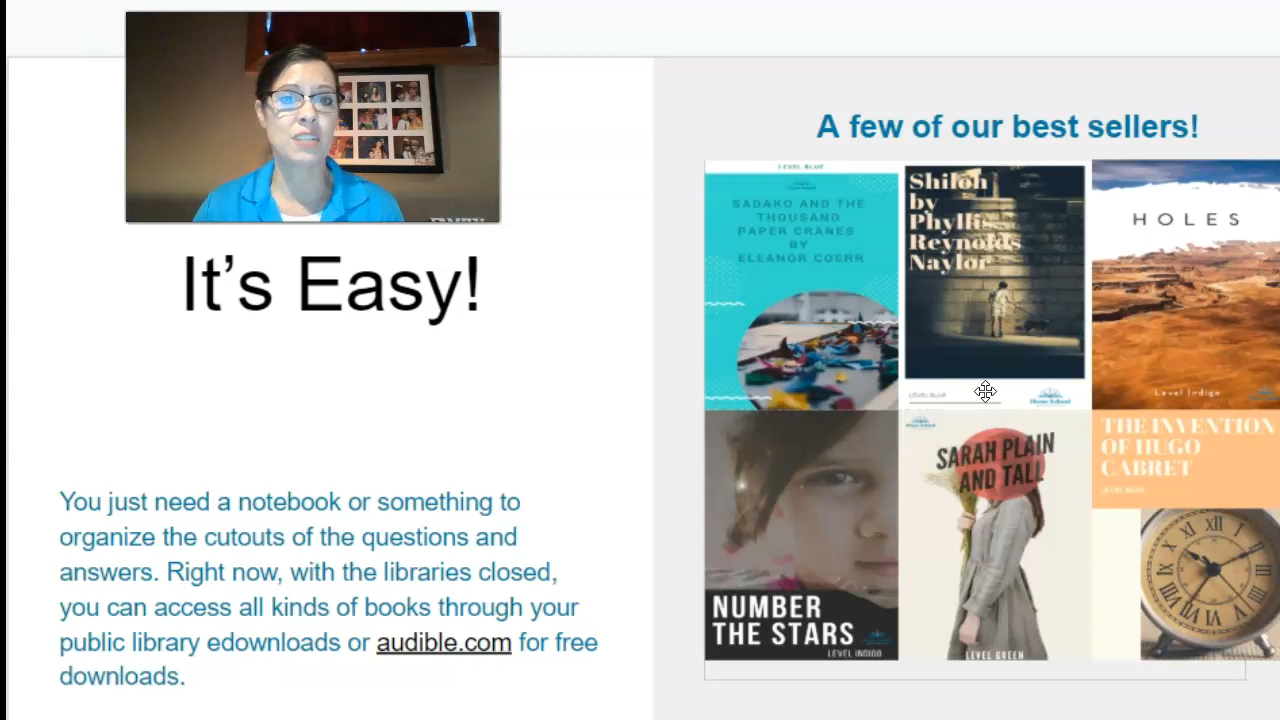 It's Easy!
You just need a notebook or something to
organize the cutouts of the questions and
answers. Right now, with the libraries closed,
you can access all kinds of books through your
public library edownloads or audible.com for free
downloads.
A few of our best sellers!
LEVEL BLUE
SADAKO AND THE
THOUSAND
PAPER CRANES
BY
ELEANOR COERR
Shiloh
by
Phyllis
Reynolds
Naylor
LEVEL BLUE
HOLES
Level Indigo
NUMBER
THE STARS
LEVEL INDIGO
SARAH PLAIN
AND TALL
LEVEL GREEN
THE INVENTION
OF HUGO
CABRET
LEVEL BLUE